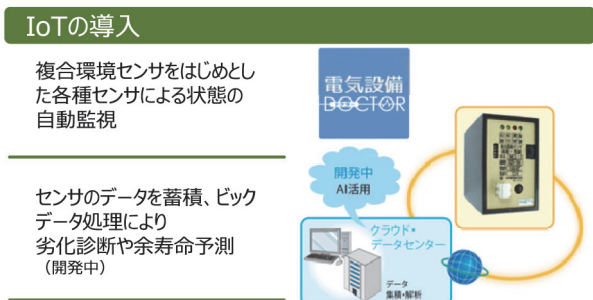 IoTの導入
複合環境センサをはじめとし
た各種センサによる状態の
自動監視
センサのデータを蓄積、ビック
データ処理により
劣化診断や余寿命予測
（開発中）
電気設備
DOCTOR
開発中
AI活用
クラウド・
データセンター
データ
集積・解析